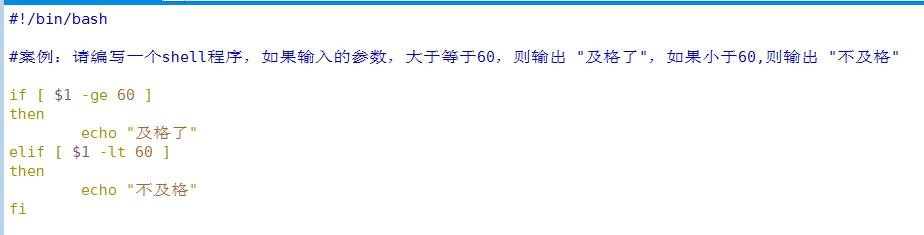 #!/bin/bash
#案例：请编写一个shell程序，如果输入的参数，大于等于60，则输出 "及格了"，如果小于60,则输出 "不及格"
if [ $1 -ge 60 ]
then
        echo "及格了"
elif [ $1 -lt 60 ]
then
        echo "不及格"
fi